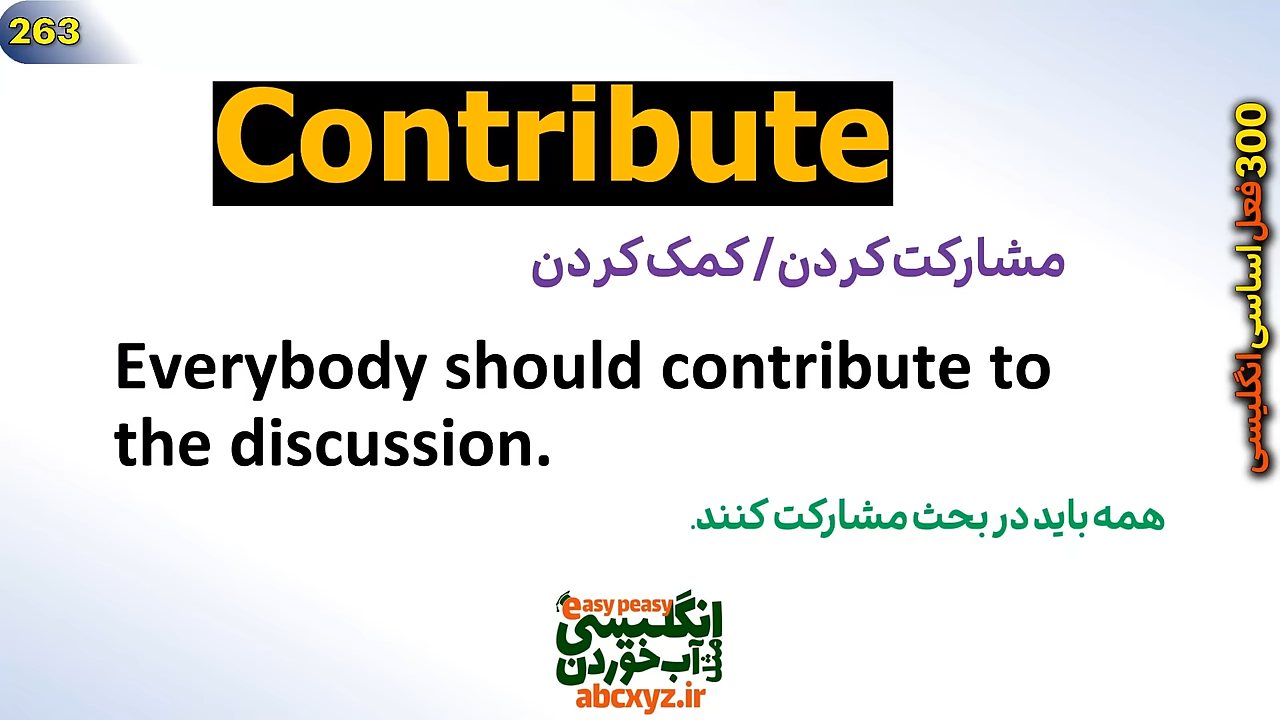 263
Contribute
مشارکت کردن / کمک کردن
Everybody should contribute to
the discussion.
همه باید در بحث مشارکت کنند.
300 فعل اساسی انگلیسی
easy peasy
انگلیسی
مثل
آب خوردن
abcxyz.ir